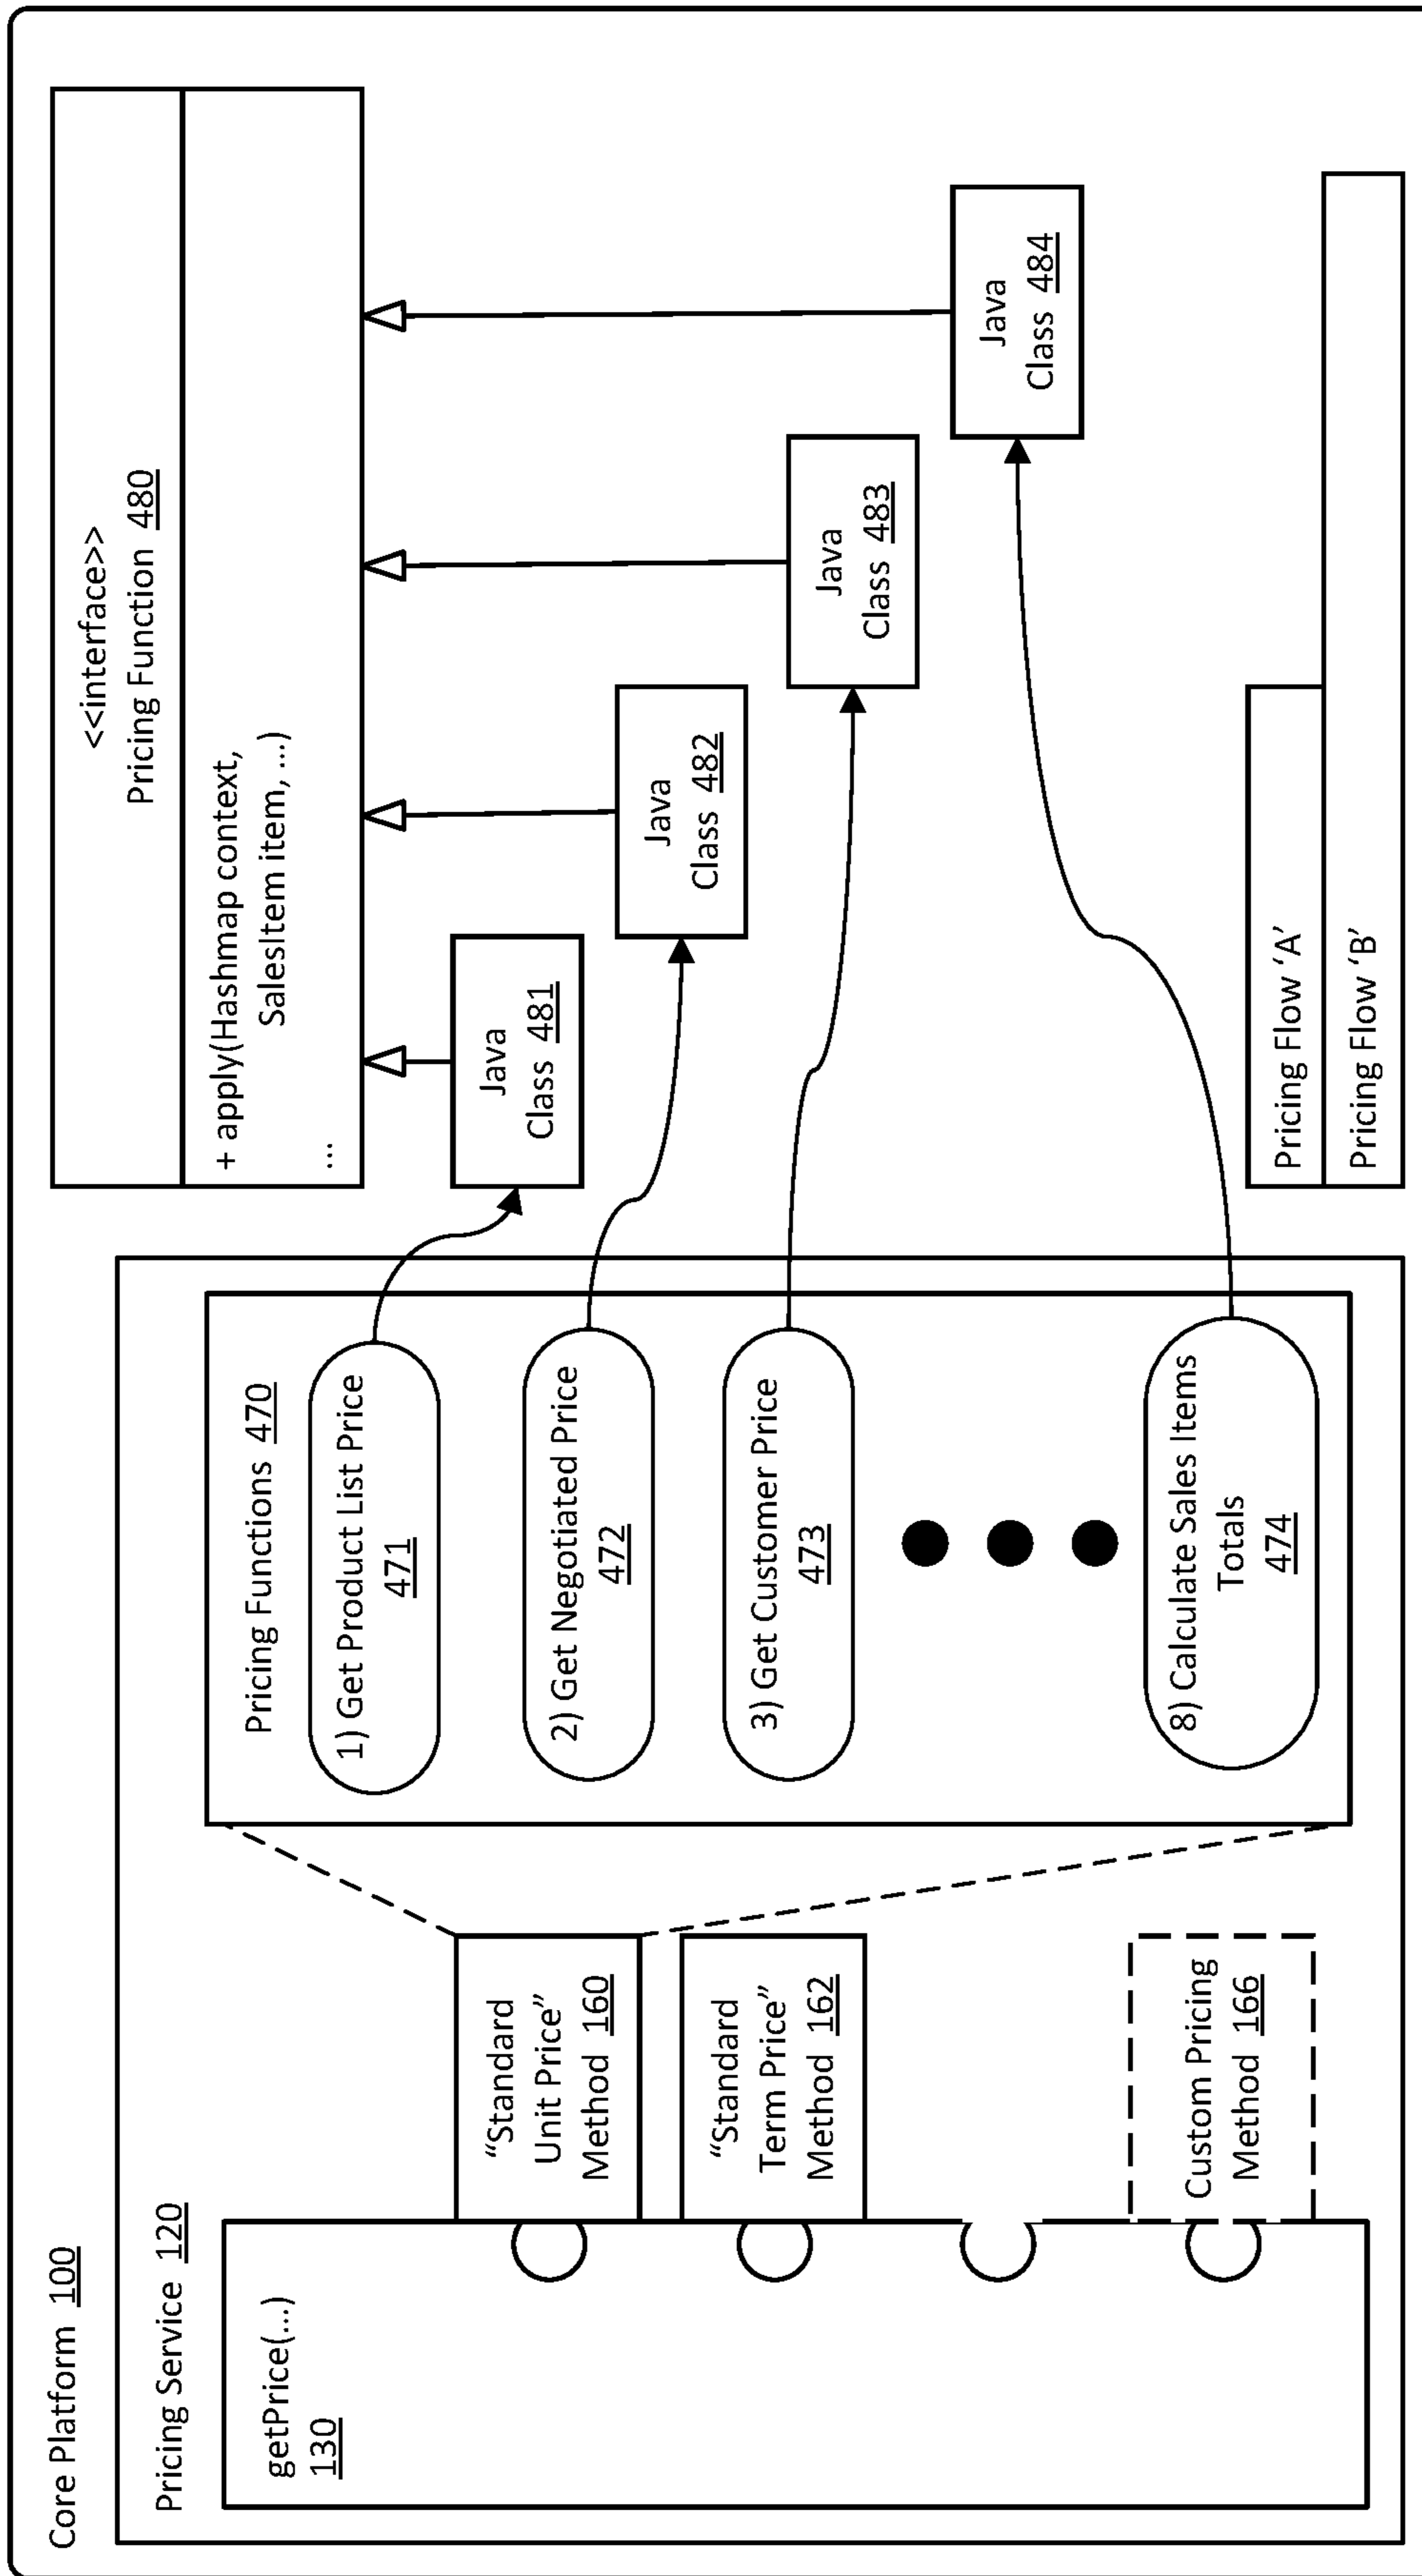 Core Platform 100
Pricing Service 120
getPrice(...)
130
“Standard
Unit Price”
Method 160
“Standard
Term Price”
Method 162
Custom Pricing
Method 166
Pricing Functions 470
1) Get Product List Price
471
2) Get Negotiated Price
472
3) Get Customer Price
473
8) Calculate Sales Items
Totals
474
<<interface>>
Pricing Function 480
+ apply(Hashmap context,
SalesItem item, ...)
...
Java
Class 481
Java
Class 482
Java
Class 483
Java
Class 484
Pricing Flow ‘A’
Pricing Flow ‘B’